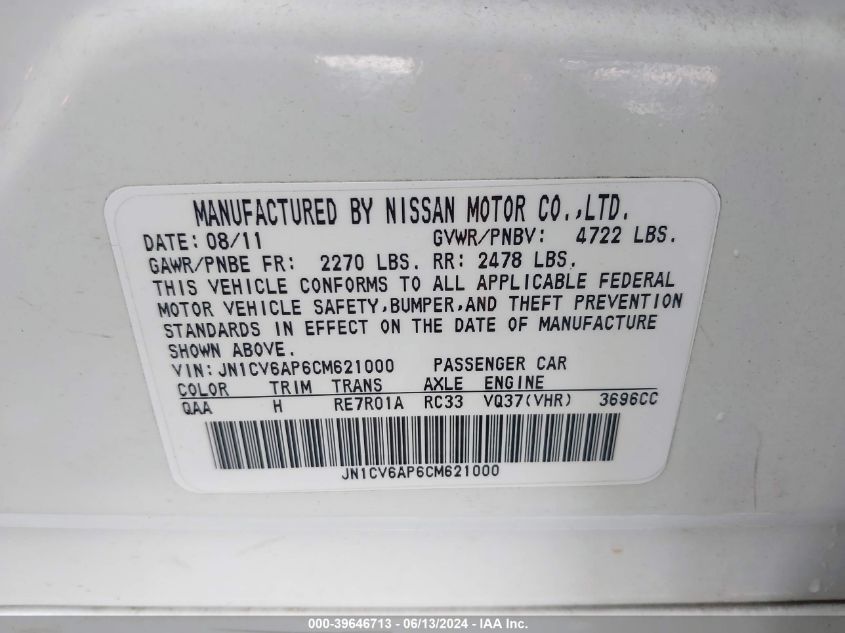 MANUFACTURED BY NISSAN MOTOR CO.,LTD.
DATE: 08/11 GVWR/PNBV: 4722 LBS.
GAWR/PNBE FR: 2270 LBS. RR: 2478 LBS.
THIS VEHICLE CONFORMS TO ALL APPLICABLE FEDERAL
MOTOR VEHICLE SAFETY,BUMPER,AND THEFT PREVENTION
STANDARDS IN EFFECT ON THE DATE OF MANUFACTURE
SHOWN ABOVE.
VIN: JN1CV6AP6CM621000 PASSENGER CAR
COLOR TRIM TRANS AXLE ENGINE
QAA H RE7R01A RC33 VQ37(VHR) 3696CC
JN1CV6AP6CM621000
000-39646713 - 06/13/2024 - IAA Inc.